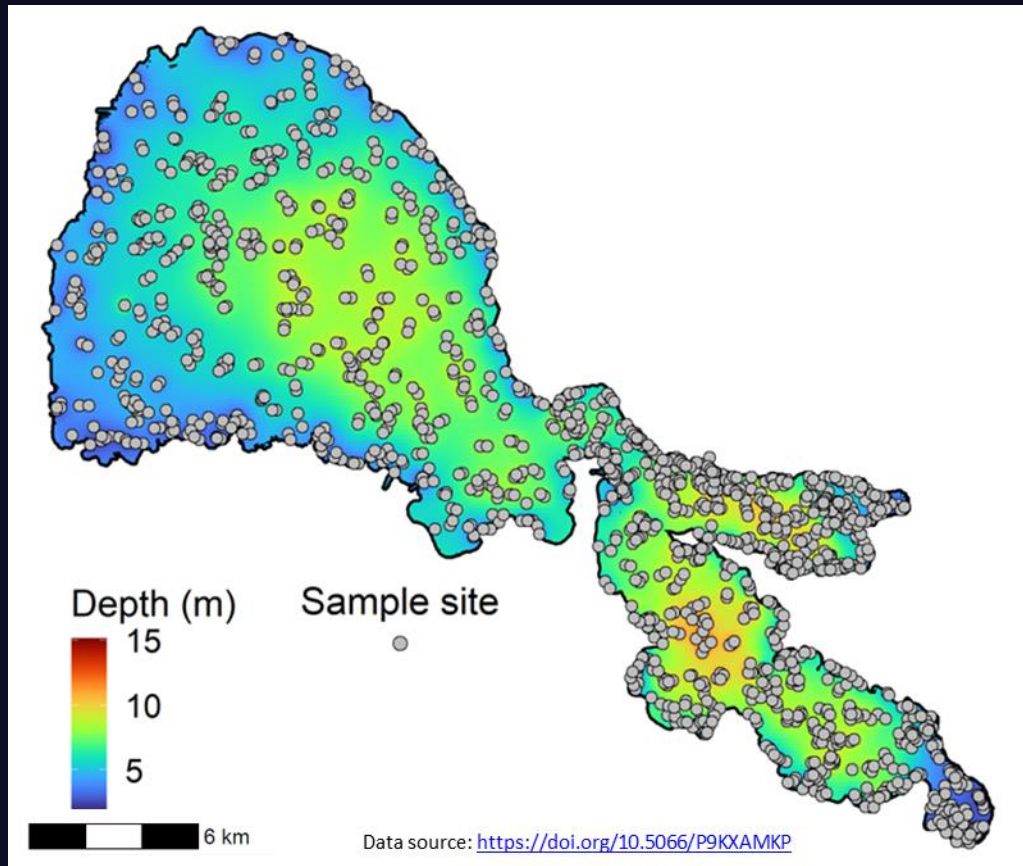 Depth (m)
Sample site
15
10
5
6 km
Data source: https://doi.org/10.5066/P9KXAMKP